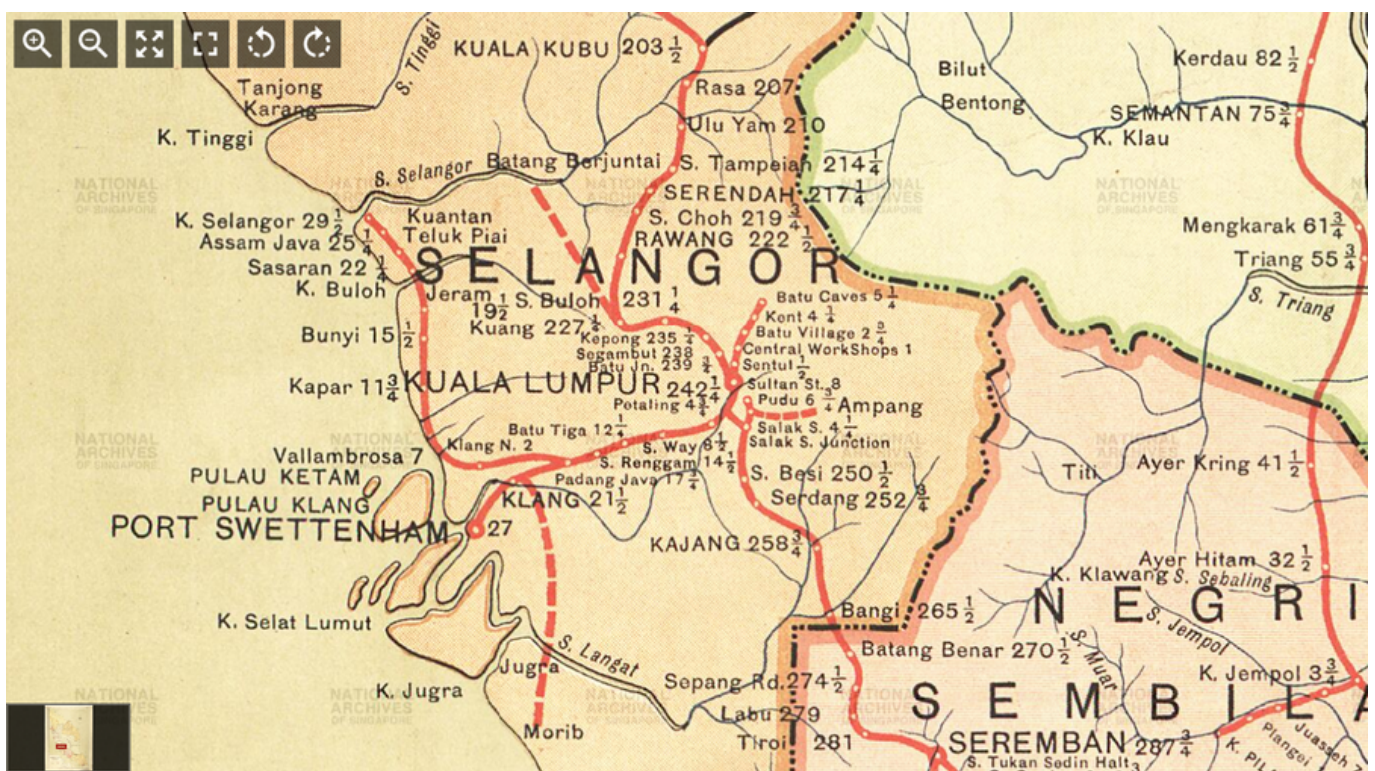 KUALA KUBU 203 1/2
Kerdau 82 1/2
S. Tinggi
Bilut
Tanjong
Karang
Rasa 207
Bentong
SEMANTAN 75 3/4
K. Tinggi
Ulu Yam 210
K. Klau
Batang Berjuntai
S. Tampeian 214 1/4
S. Selangor
SERENDAH 217 1/4
K. Selangor 29 1/2
Kuantan
S. Choh 219 3/4
Mengkarak 61 3/4
Assam Java 25 1/4
Teluk Piai
RAWANG 222 1/2
SELANGOR
Triang 55 3/4
Sasaran 22 1/4
K. Buloh
Jeram
19 1/2
S. Buloh 231 1/4
Batu Caves 5 1/4
S. Triang
Kent 4 1/4
Kuang 227 1/4
Bunyi 15 1/2
Kepong 235 1/4
Batu Village 2 3/4
Segambut 238
Central WorkShops 1
Batu Jn. 239 3/4
Sentul 1/2
Kapar 11 3/4
KUALA LUMPUR 242 1/4
Sultan St. 8
Petaling 4 3/4
Pudu 6 3/4
Ampang
Batu Tiga 12 1/4
Salak S. 4 1/4
Klang N. 2
S. Way 8 1/2
Salak S. Junction
Vallambrosa 7
S. Renggam 14 1/2
Titi
Ayer Kring 41 1/2
PULAU KETAM
Padang Java 17 3/4
S. Besi 250 1/2
PULAU KLANG
KLANG 21 1/2
Serdang 252 3/4
PORT SWETTENHAM
27
KAJANG 258 3/4
Ayer Hitam 32 1/2
K. Klawang
S. Sebaling
Bangi 265 1/2
NEGRI
K. Selat Lumut
S. Jempol
Batang Benar 270 1/2
S. Muar
S. Langat
Jugra
K. Jempol 3 3/4
K. Jugra
Sepang Rd. 274 1/2
SEMBILA
Labu 279
Morib
Tiroi 281
SEREMBAN 287 3/4
Juasseh 7
Plangei
K. PIL
S. Tukan Sedin Halt
NATIONAL
ARCHIVES
OF SINGAPORE